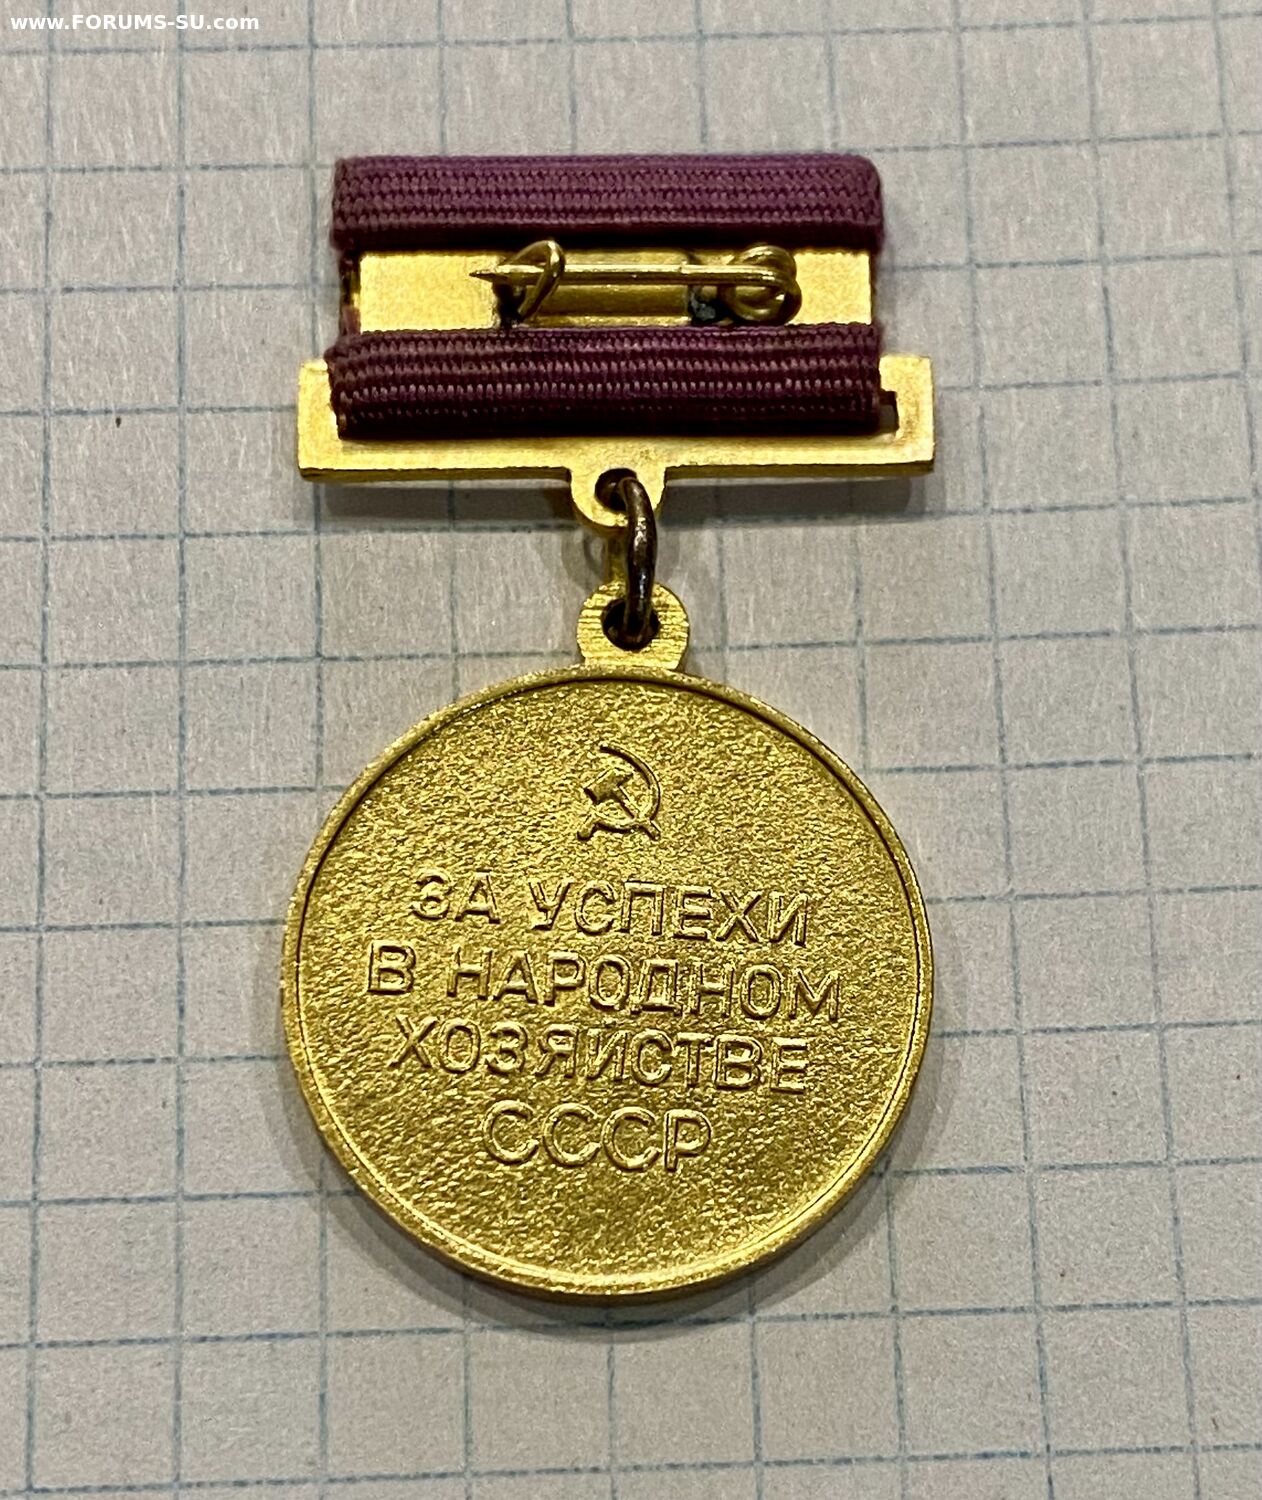 www.FORUMS-SU.com
ЗА УСПЕХИ
В НАРОДНОМ
ХОЗЯЙСТВЕ
СССР